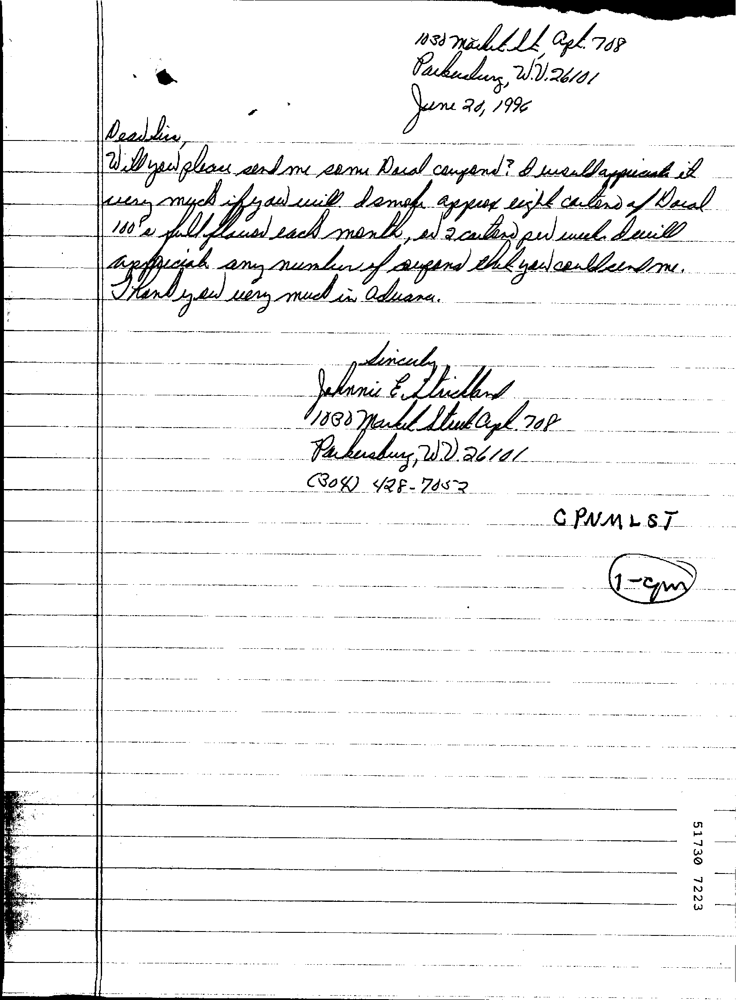 1030 Market St, Apt. 708
Parkersburg, W.V. 26101
June 20, 1996
Dear Sir,
Will you please send me some Doral coupons? I would appreciate it
very much if you will. I smoke approx eight cartons of Doral
100's full flavor each month, or 2 cartons per week. I will
appreciate any number of coupons that you could send me.
Thank you very much in advance.
Sincerely,
Johnnie E. Strickland
1030 Market Street Apt. 708
Parkersburg, W.V. 26101
(304) 428-7052
CPNMLST
1-cpn
51730 7223